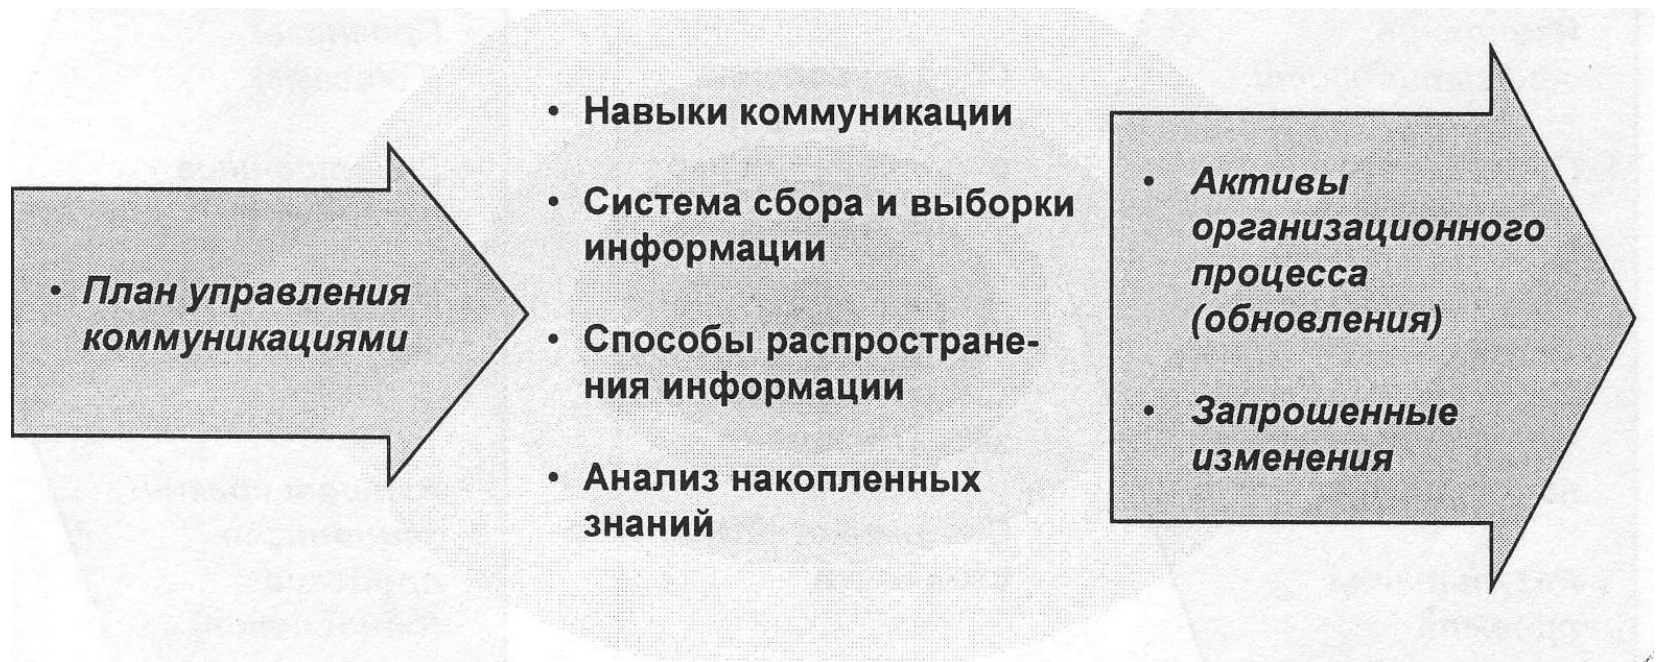 • План управления
коммуникациями
• Навыки коммуникации
• Система сбора и выборки
информации
• Способы распростране-
ния информации
• Анализ накопленных
знаний
• Активы
организационного
процесса
(обновления)
• Запрошенные
изменения